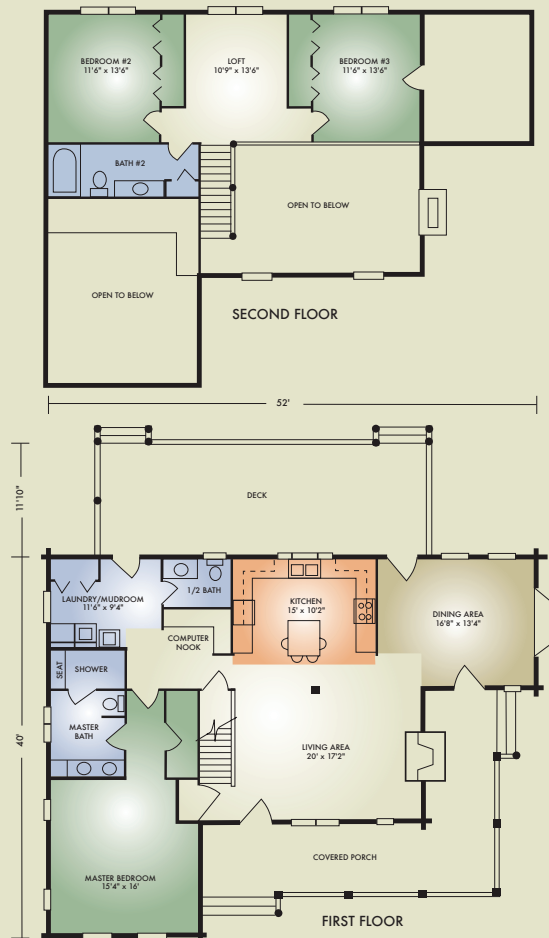 BEDROOM #2
11'6" x 13'6"
LOFT
10'9" x 13'6"
BEDROOM #3
11'6" x 13'6"
BATH #2
OPEN TO BELOW
OPEN TO BELOW
SECOND FLOOR
52'
11'10"
DECK
LAUNDRY/MUDROOM
11'6" x 9'4"
1/2 BATH
KITCHEN
15' x 10'2"
DINING AREA
16'8" x 13'4"
COMPUTER
NOOK
SEAT
SHOWER
MASTER
BATH
40'
LIVING AREA
20' x 17'2"
COVERED PORCH
MASTER BEDROOM
15'4" x 16'
FIRST FLOOR